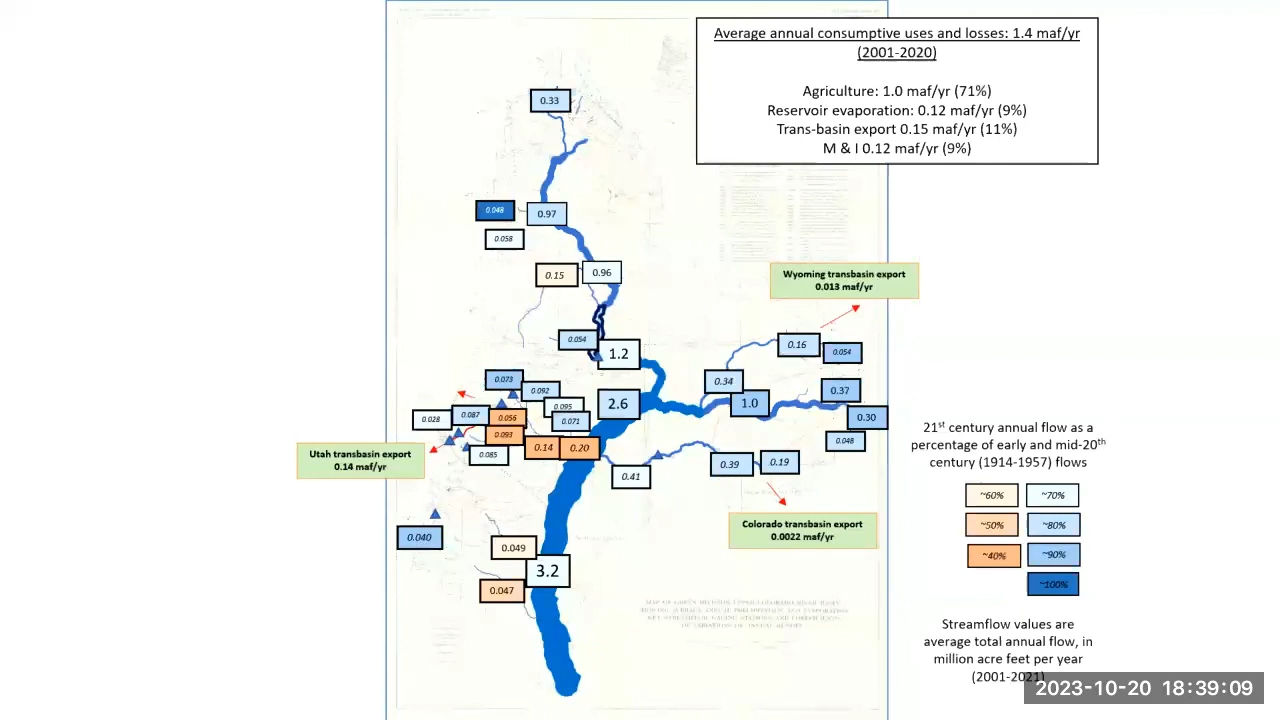 Average annual consumptive uses and losses: 1.4 maf/yr
(2001-2020)
Agriculture: 1.0 maf/yr (71%)
Reservoir evaporation: 0.12 maf/yr (9%)
Trans-basin export 0.15 maf/yr (11%)
M & I 0.12 maf/yr (9%)
0.33
0.048
0.97
0.058
0.15
0.96
Wyoming transbasin export
0.013 maf/yr
0.054
1.2
0.16
0.054
0.073
0.092
0.34
0.37
0.095
2.6
1.0
0.028
0.087
0.056
0.071
0.30
0.093
0.048
0.085
0.14
0.20
Utah transbasin export
0.14 maf/yr
0.41
0.39
0.19
Colorado transbasin export
0.0022 maf/yr
0.040
0.049
3.2
0.047
21st century annual flow as a
percentage of early and mid-20th
century (1914-1957) flows
~60%
~70%
~50%
~80%
~40%
~90%
~100%
MAP OF GREEN DIVISION, UPPER COLORADO RIVER BASIN
Streamflow values are
average total annual flow, in
million acre feet per year
(2001-2021)
2023-10-20 18:39:09